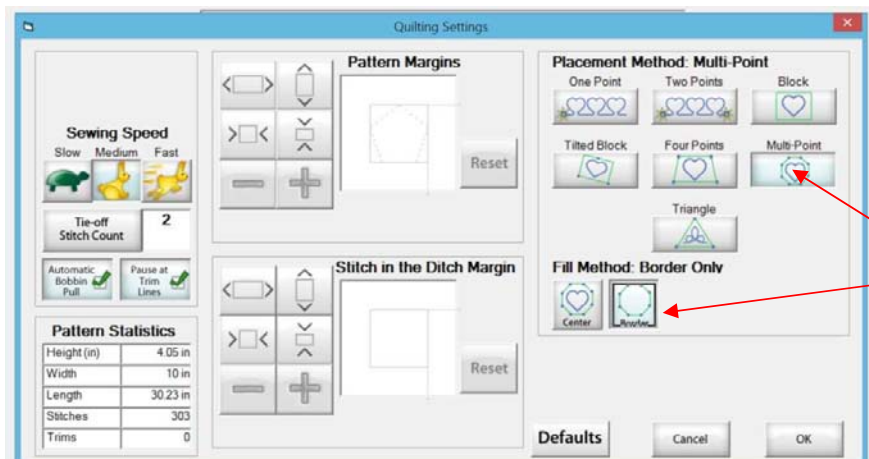 Quilting Settings
Sewing Speed
Slow Medium Fast
Tie-off
Stitch Count
2
Automatic
Bobbin
Pull
Pause at
Trim
Lines
Pattern Statistics
Height (in) 4.05 in
Width 10 in
Length 30.23 in
Stitches 303
Trims 0
Pattern Margins
Reset
Stitch in the Ditch Margin
Reset
Placement Method: Multi-Point
One Point Two Points Block
Tilted Block Four Points Multi-Point
Triangle
Fill Method: Border Only
Center
Defaults
Cancel
OK